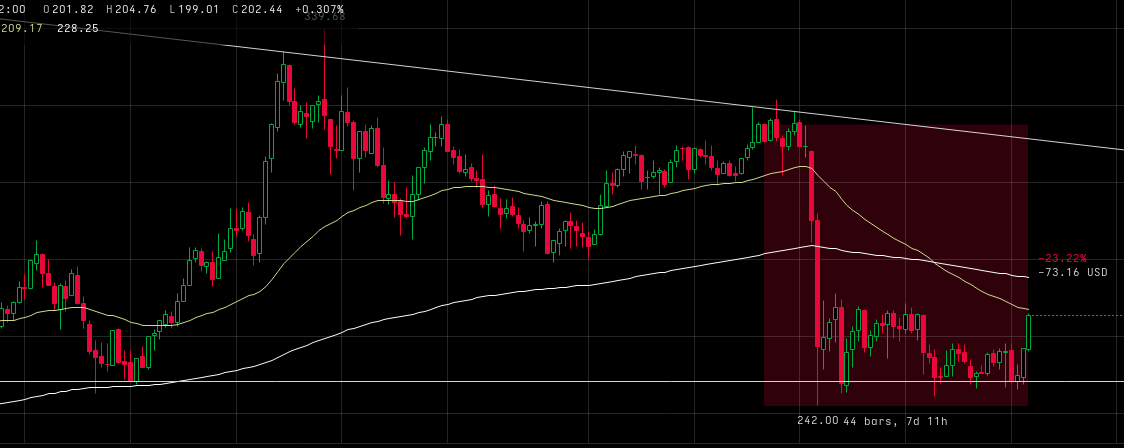 2:00 O201.82 H204.76 L199.01 C202.44 +0.307%
339.68
209.17 228.25
-23.22%
-73.16 USD
242.00 44 bars, 7d 11h